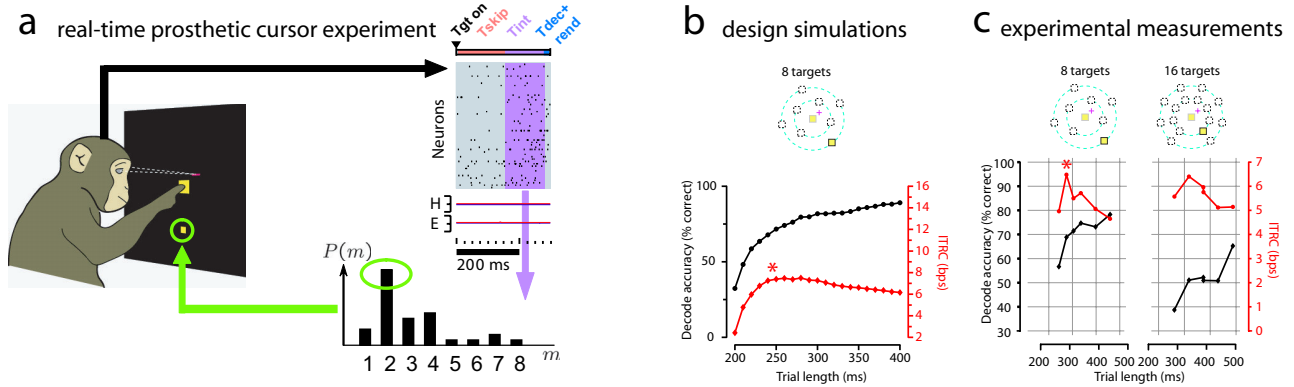 a real-time prosthetic cursor experiment
Tgt on
Tskip
Tint
Tdec+
rend
Neurons
H
E
200 ms
P(m)
1 2 3 4 5 6 7 8 m
b design simulations
8 targets
Decode accuracy (% correct)
100
50
0
*
16
14
12
10
8
6
4
2
ITRC (bps)
200 250 300 350 400
Trial length (ms)
c experimental measurements
8 targets 16 targets
Decode accuracy (% correct)
100
90
80
70
60
50
40
30
*
7
6
5
4
3
2
1
0
ITRC (bps)
200 300 400 500 200 300 400 500
Trial length (ms)